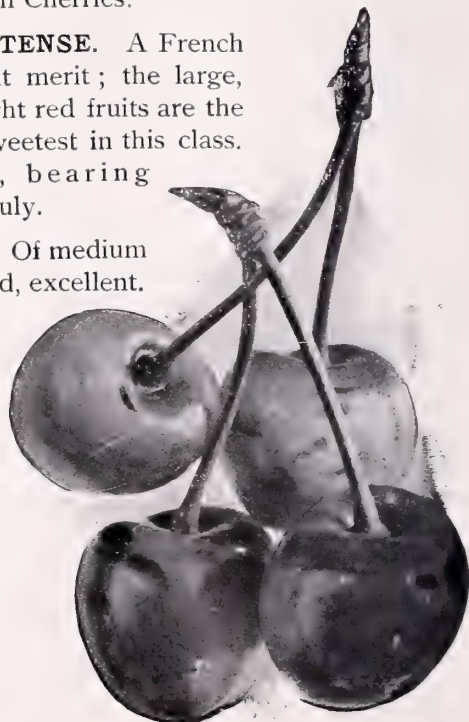 Cherries.
TENSE. A French
t merit; the large,
ht red fruits are the
weetest in this class.
, bearing
uly.
Of medium
d, excellent.